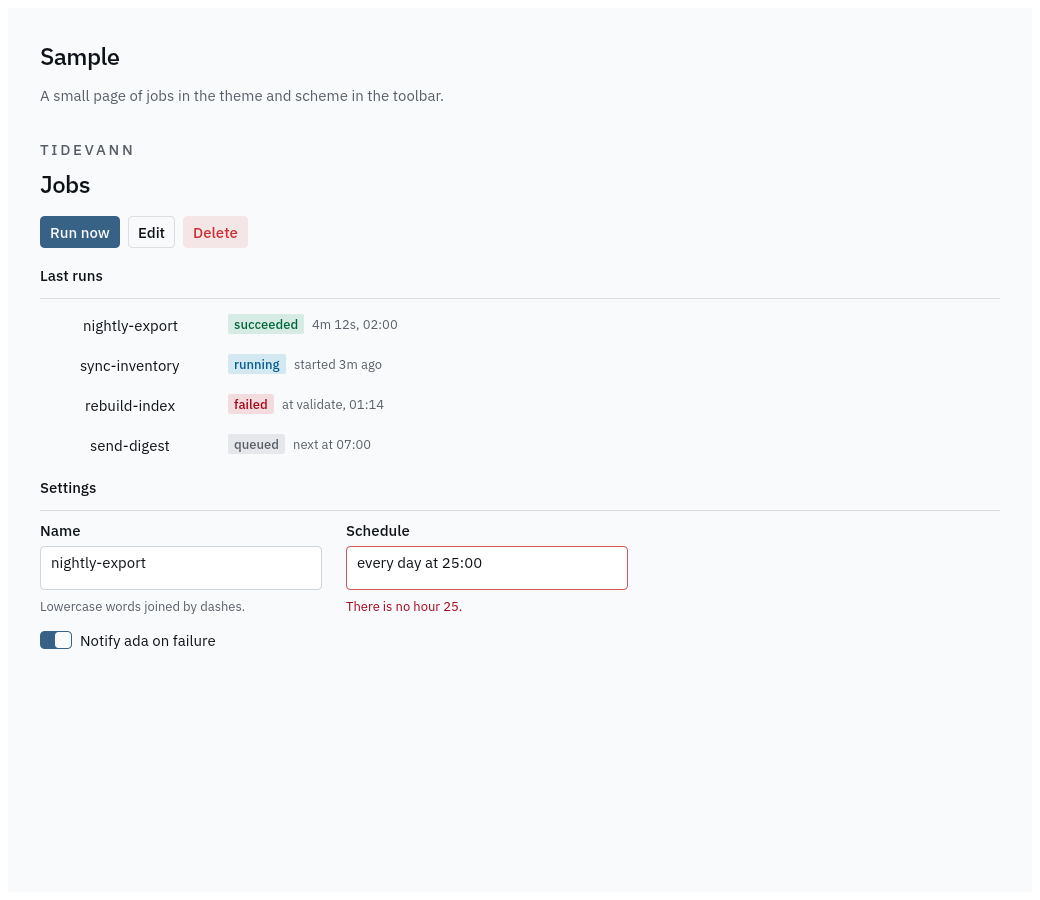 Sample
A small page of jobs in the theme and scheme in the toolbar.
TIDEVANN
Jobs
Run now Edit Delete
Last runs
nightly-export succeeded 4m 12s, 02:00
sync-inventory running started 3m ago
rebuild-index failed at validate, 01:14
send-digest queued next at 07:00
Settings
Name Schedule
nightly-export every day at 25:00
Lowercase words joined by dashes. There is no hour 25.
Notify ada on failure